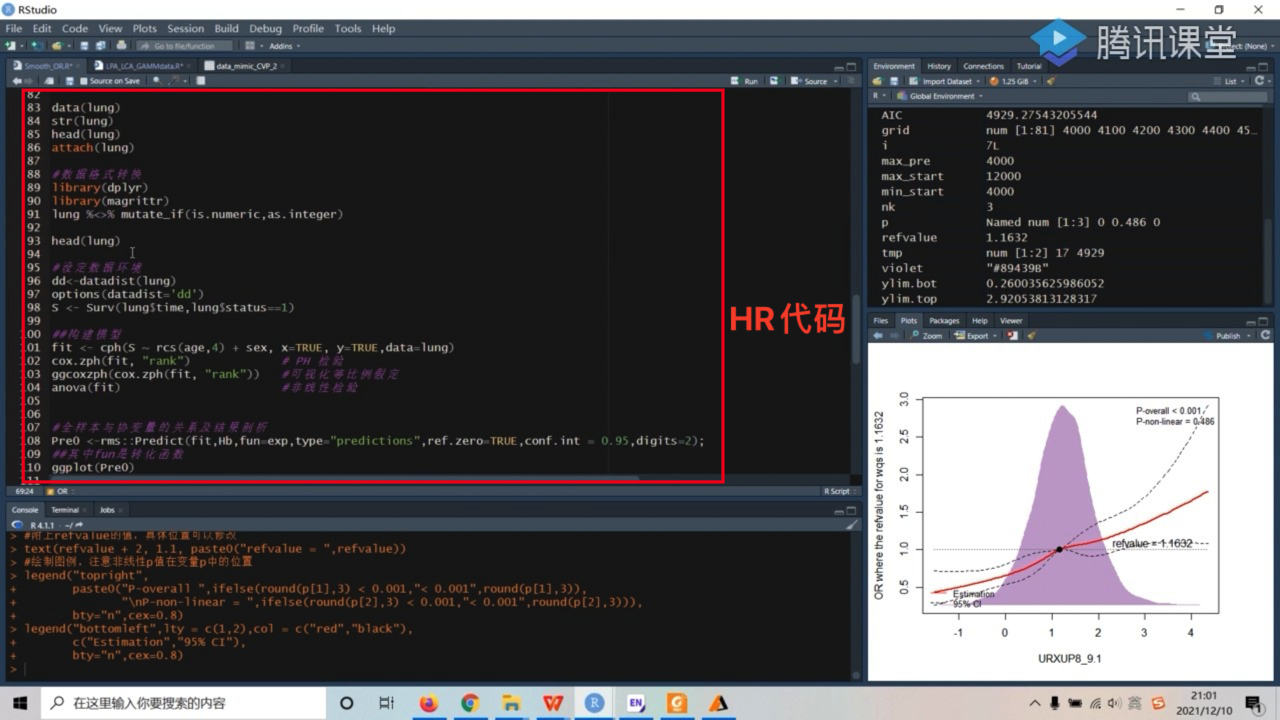 RStudio
File Edit Code View Plots Session Build Debug Profile Tools Help
Go to file/function Addins
腾讯课堂
Project: (None)
Smooth_OR.R* LPA_LCA_GAMMdata.R* data_mimic_CVP_2
Source on Save Run Source
82
83 data(lung)
84 str(lung)
85 head(lung)
86 attach(lung)
87
88 #数据格式转换
89 library(dplyr)
90 library(magrittr)
91 lung %<>% mutate_if(is.numeric,as.integer)
92
93 head(lung)
94
95 #设定数据环境
96 dd<-datadist(lung)
97 options(datadist='dd')
98 S <- Surv(lung$time,lung$status==1)
99
100 ##构建模型
101 fit <- cph(S ~ rcs(age,4) + sex, x=TRUE, y=TRUE,data=lung)
102 cox.zph(fit, "rank") # PH 检验
103 ggcoxzph(cox.zph(fit, "rank")) #可视化等比例假定
104 anova(fit) #非线性检验
105
106
107 #全样本与协变量的预测及结果剖析
108 Pre0 <-rms::Predict(fit,Hb,fun=exp,type="predictions",ref.zero=TRUE,conf.int = 0.95,digits=2);
109 ##其中fun是转化函数
110 ggplot(Pre0)
69:24 OR R Script
HR代码
Console Terminal Jobs
R 4.1.1 · ~/
> #附上refvalue的值，具体位置可以修改
> text(refvalue + 2, 1.1, paste0("refvalue = ",refvalue))
> #绘制图例，注意非线性p值在变量p中的位置
> legend("topright",
+ paste0("P-overall ",ifelse(round(p[1],3) < 0.001,"< 0.001",round(p[1],3)),
+ "\nP-non-linear = ",ifelse(round(p[2],3) < 0.001,"< 0.001",round(p[2],3))),
+ bty="n",cex=0.8)
> legend("bottomleft",lty = c(1,2),col = c("red","black"),
+ c("Estimation","95% CI"),
+ bty="n",cex=0.8)
>
Environment History Connections Tutorial
Import Dataset 1.25 GiB List
R Global Environment
AIC 4929.27543205544
grid num [1:81] 4000 4100 4200 4300 4400 45…
i 7L
max_pre 4000
max_start 12000
min_start 4000
nk 3
p Named num [1:3] 0 0.486 0
refvalue 1.1632
tmp num [1:2] 17 4929
violet "#89439B"
ylim.bot 0.260035625986052
ylim.top 2.92053813128317
Files Plots Packages Help Viewer
Zoom Export Publish
OR where the refvalue for wqs is 1.1632
3.0
2.5
2.0
1.5
1.0
0.5
P-overall < 0.001
P-non-linear = 0.486
refvalue = 1.1632
Estimation
95% CI
-1 0 1 2 3 4
URXUP8_9.1
在这里输入你要搜索的内容
EN
英
21:01
2021/12/10
1